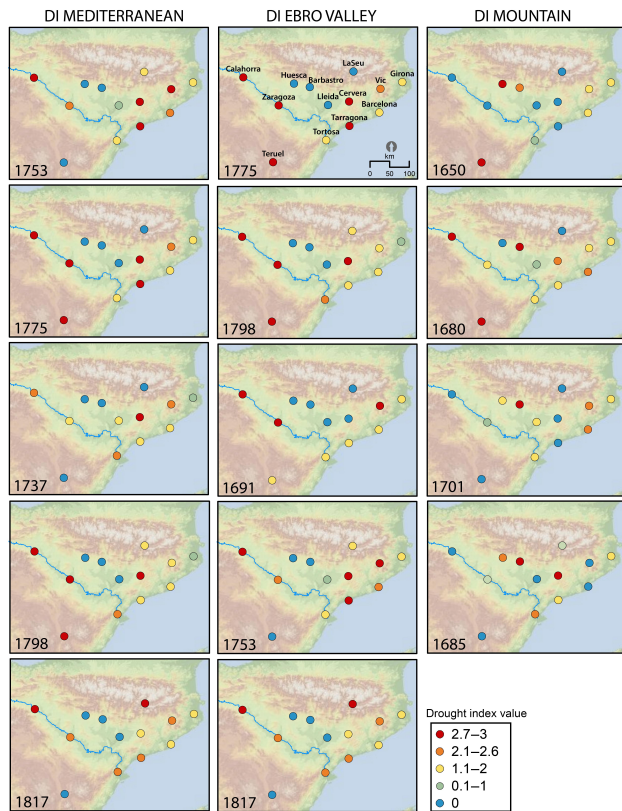 DI MEDITERRANEAN DI EBRO VALLEY DI MOUNTAIN
1753
Calahorra
Huesca
Barbastro
LaSeu
Girona
Vic
Zaragoza
Lleida
Cervera
Barcelona
Tarragona
Tortosa
Teruel
km
0 50 100
1775
1650
1775
1798
1680
1737
1691
1701
1798
1753
1685
1817
1817
Drought index value
2.7–3
2.1–2.6
1.1–2
0.1–1
0